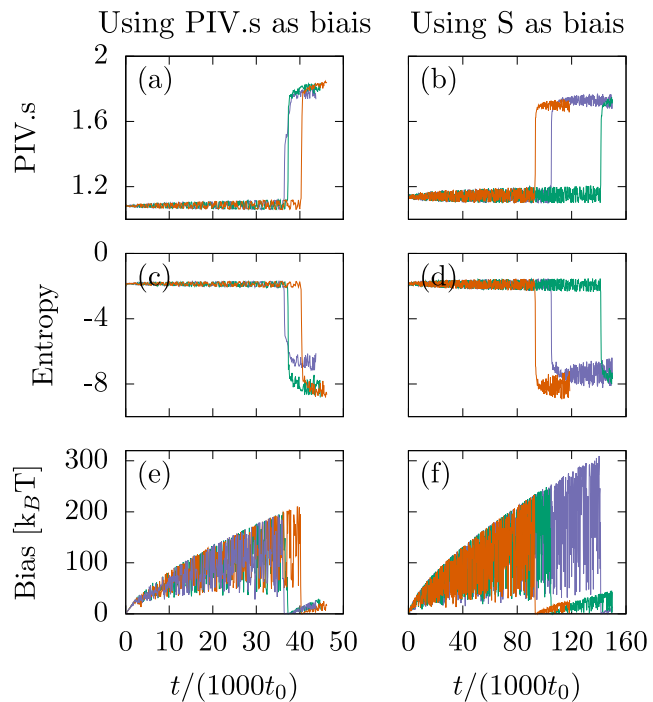 Using PIV.s as biais Using S as biais
2
1.6
1.2
PIV.s
(a) (b)
0
-4
-8
Entropy
(c) (d)
300
200
100
0
Bias [k_BT]
(e) (f)
0 10 20 30 40 50 0 40 80 120 160
t/(1000t_0) t/(1000t_0)